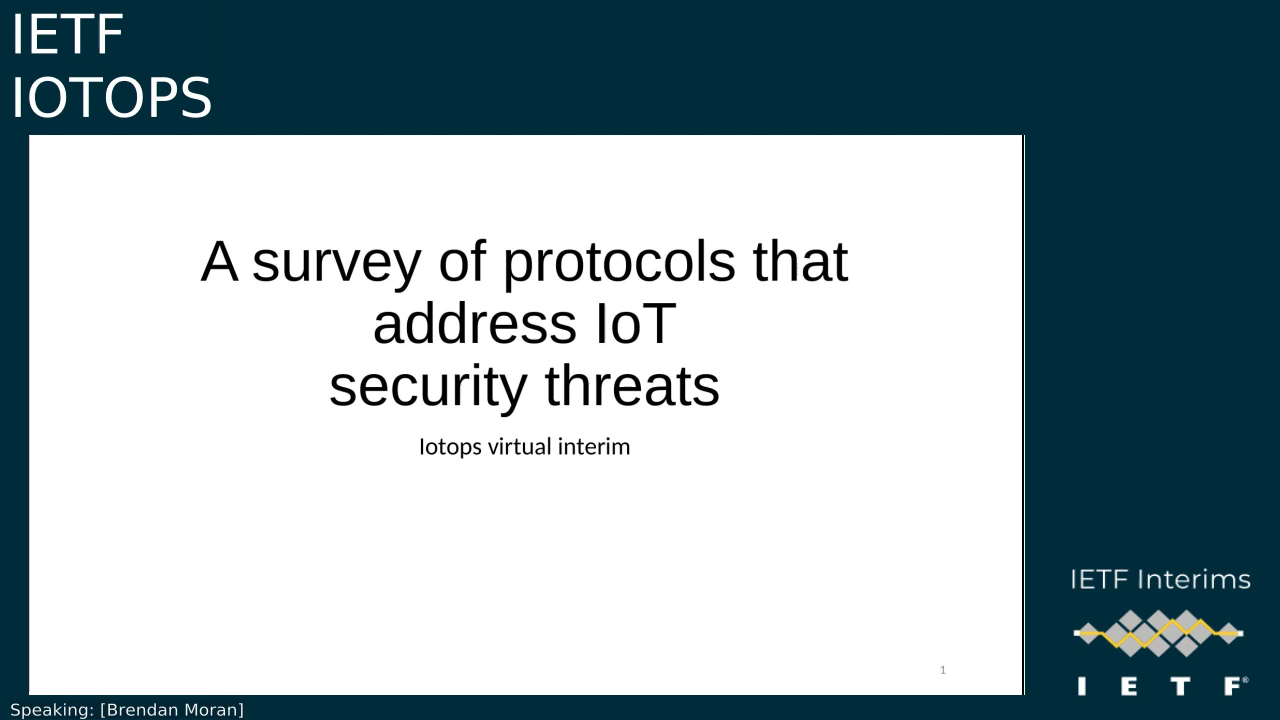 IETF
IOTOPS
A survey of protocols that
address IoT
security threats
Iotops virtual interim
1
IETF Interims
I E T F®
Speaking: [Brendan Moran]